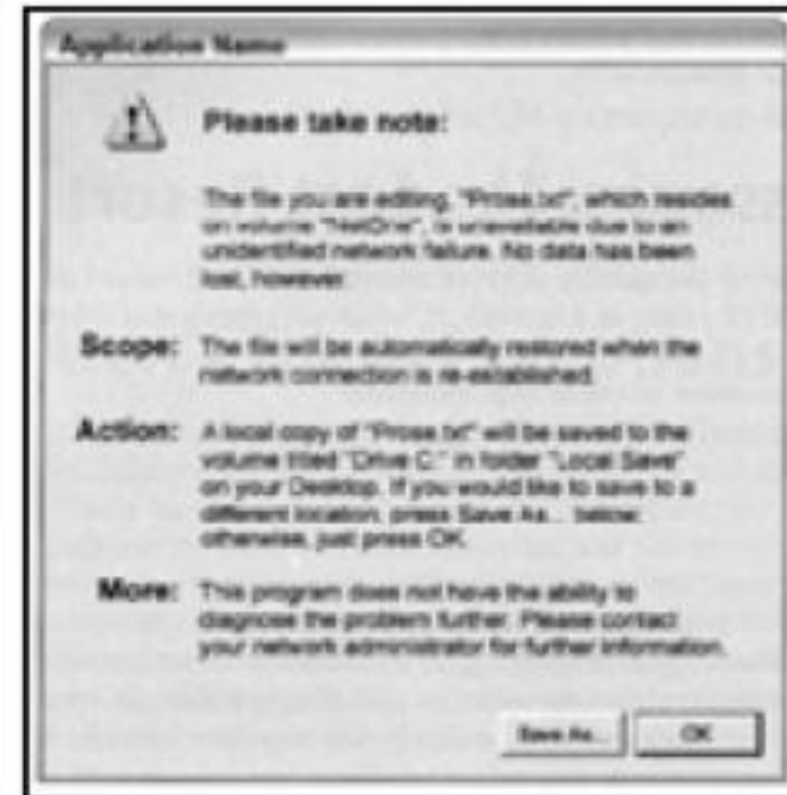 Application Name
Please take note:
The file you are editing, "Prose.txt", which resides
on volume "NetOne", is unavailable due to an
unidentified network failure. No data has been
lost, however.
Scope: The file will be automatically restored when the
network connection is re-established.
Action: A local copy of "Prose.txt" will be saved to the
volume titled "Drive C:" in folder "Local Save"
on your Desktop. If you would like to save to a
different location, press Save As... below;
otherwise, just press OK.
More: This program does not have the ability to
diagnose the problem further. Please contact
your network administrator for further information.
Save As... OK